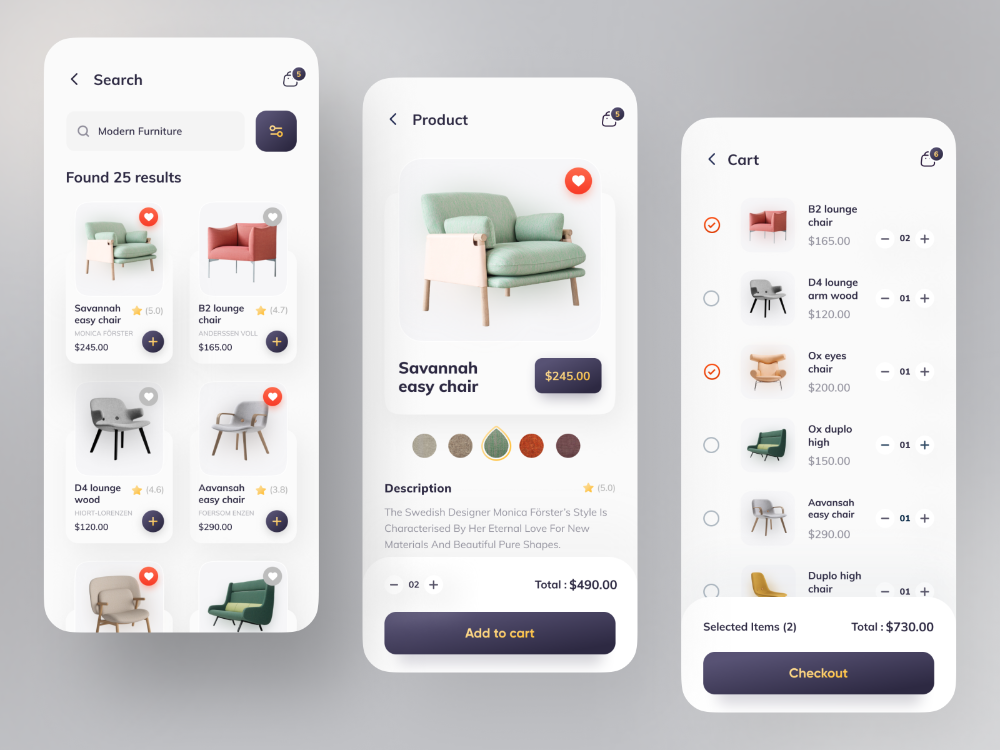 Search
5
Modern Furniture
Found 25 results
Savannah
easy chair
(5.0)
MONICA FÖRSTER
$245.00
B2 lounge
chair
(4.7)
ANDERSSEN VOLL
$165.00
D4 lounge
wood
(4.6)
HIORT-LORENZEN
$120.00
Aavansah
easy chair
(3.8)
FOERSOM ENZEN
$290.00
Product
5
Savannah
easy chair
$245.00
Description
(5.0)
The Swedish Designer Monica Förster's Style Is
Characterised By Her Eternal Love For New
Materials And Beautiful Pure Shapes.
02
Total : $490.00
Add to cart
Cart
6
B2 lounge
chair
$165.00
02
D4 lounge
arm wood
$120.00
01
Ox eyes
chair
$200.00
01
Ox duplo
high
$150.00
01
Aavansah
easy chair
$290.00
01
Duplo high
chair
01
Selected Items (2)
Total : $730.00
Checkout